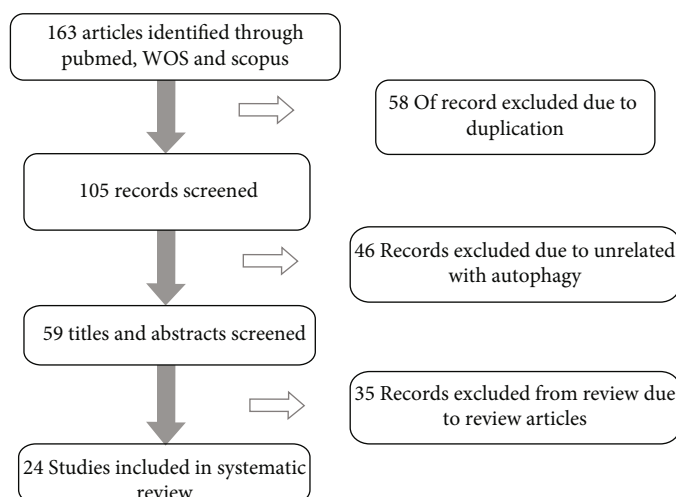 163 articles identified through
pubmed, WOS and scopus
58 Of record excluded due to
duplication
105 records screened
46 Records excluded due to unrelated
with autophagy
59 titles and abstracts screened
35 Records excluded from review due
to review articles
24 Studies included in systematic
review